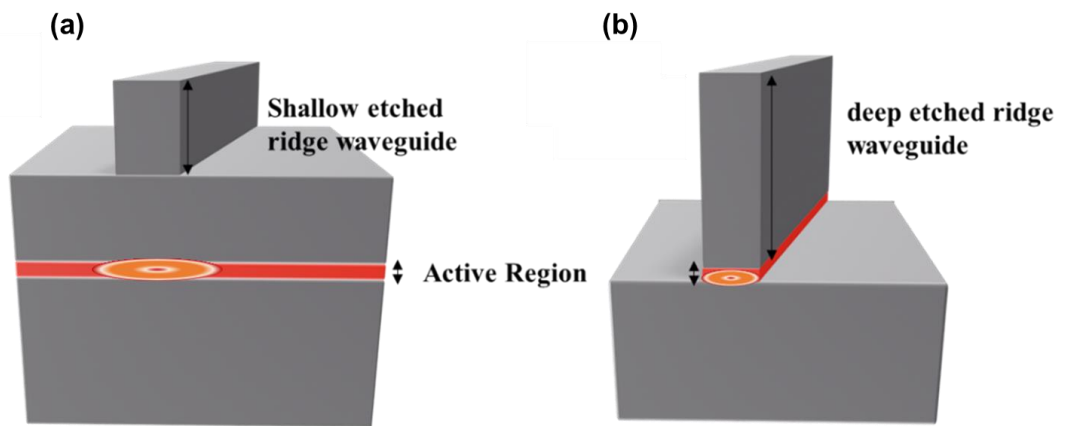 (a)
Shallow etched
ridge waveguide
Active Region
(b)
deep etched ridge
waveguide